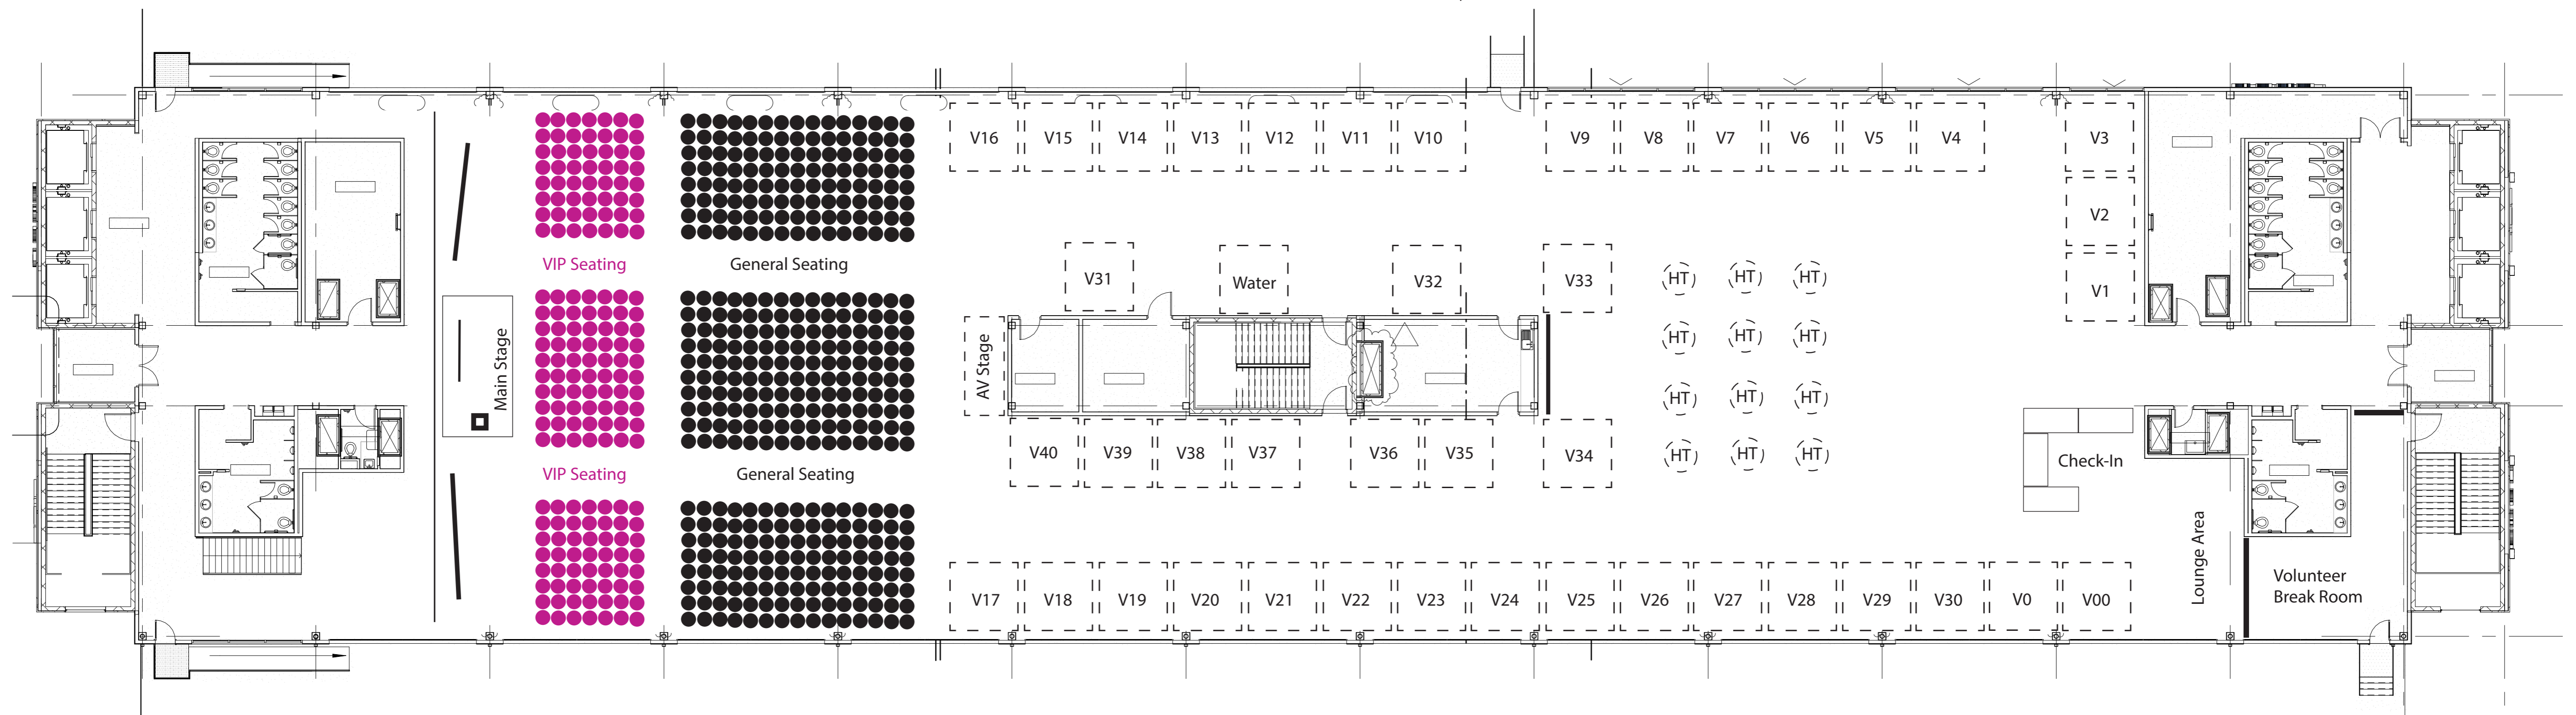 V16
V15
V14
V13
V12
V11
V10
V9
V8
V7
V6
V5
V4
V3
V2
V1
VIP Seating
General Seating
V31
Water
V32
V33
HT
HT
HT
HT
HT
HT
HT
HT
HT
HT
HT
HT
Main Stage
AV Stage
VIP Seating
General Seating
V40
V39
V38
V37
V36
V35
V34
Check-In
Lounge Area
Volunteer
Break Room
V17
V18
V19
V20
V21
V22
V23
V24
V25
V26
V27
V28
V29
V30
V0
V00